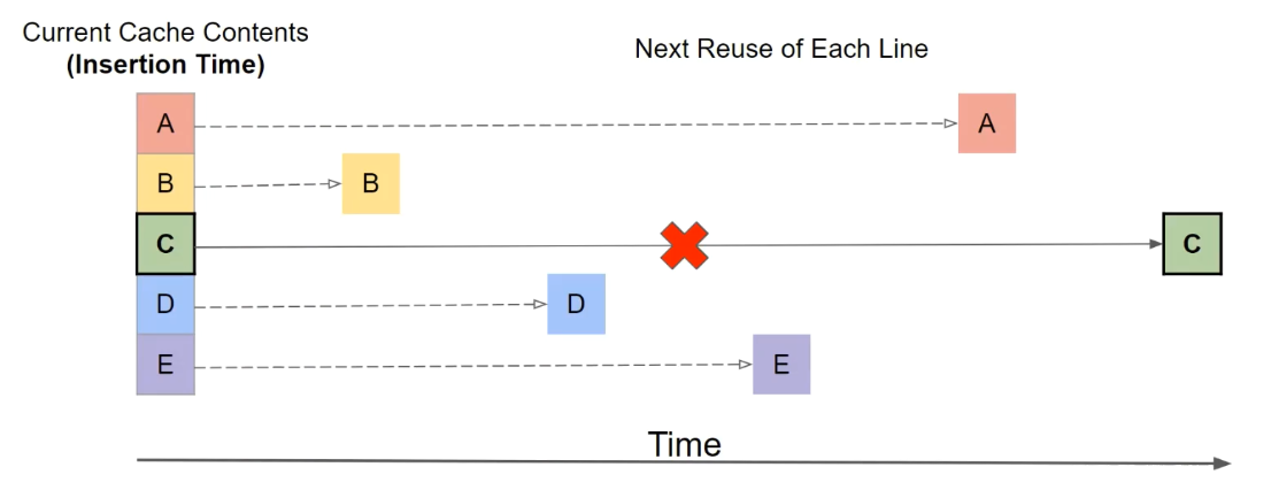 Current Cache Contents
(Insertion Time)
Next Reuse of Each Line
A
A
B
B
C
C
D
D
E
E
Time